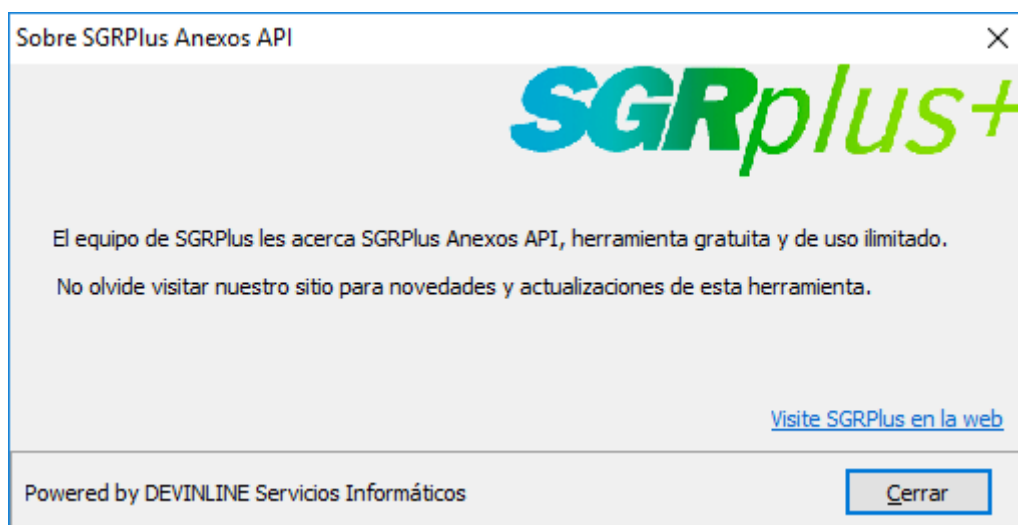 Sobre SGRPlus Anexos API
SGRplus+
El equipo de SGRPlus les acerca SGRPlus Anexos API, herramienta gratuita y de uso ilimitado.
No olvide visitar nuestro sitio para novedades y actualizaciones de esta herramienta.
Visite SGRPlus en la web
Powered by DEVINLINE Servicios Informáticos
Cerrar